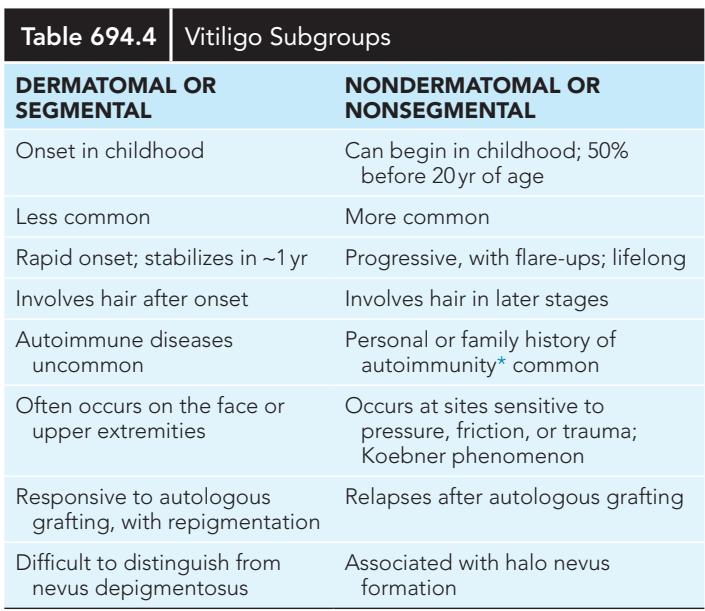 Table 694.4 Vitiligo Subgroups
DERMATOMAL OR SEGMENTAL
NONDERMATOMAL OR NONSEGMENTAL
Onset in childhood
Can begin in childhood; 50%
before 20 yr of age
Less common
More common
Rapid onset; stabilizes in ~1 yr
Progressive, with flare-ups; lifelong
Involves hair after onset
Involves hair in later stages
Autoimmune diseases
uncommon
Personal or family history of
autoimmunity* common
Often occurs on the face or
upper extremities
Occurs at sites sensitive to
pressure, friction, or trauma;
Koebner phenomenon
Responsive to autologous
grafting, with repigmentation
Relapses after autologous grafting
Difficult to distinguish from
nevus depigmentosus
Associated with halo nevus
formation